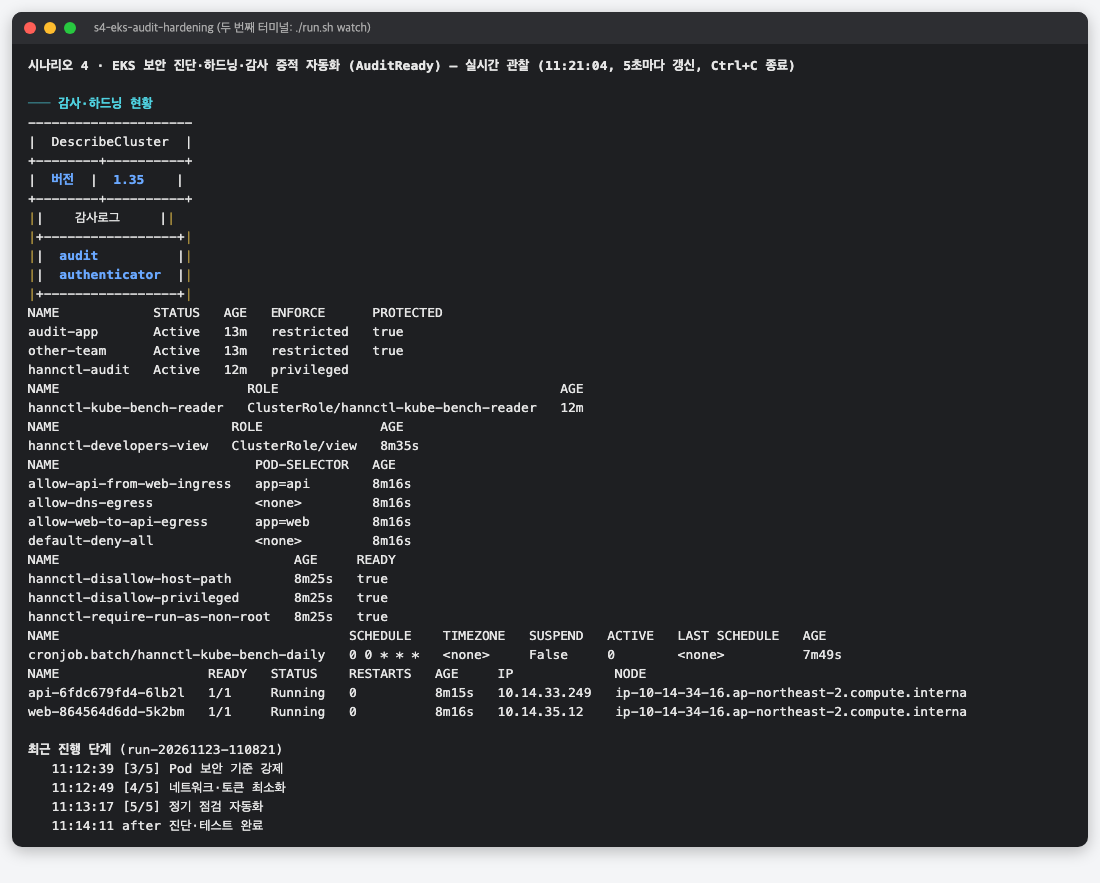 s4-eks-audit-hardening (두 번째 터미널: ./run.sh watch)
시나리오 4 · EKS 보안 진단·하드닝·감사 증적 자동화 (AuditReady) — 실시간 관찰 (11:21:04, 5초마다 갱신, Ctrl+C 종료)
─── 감사·하드닝 현황
---------------------
|  DescribeCluster  |
+--------+----------+
|  버전  |  1.35    |
+--------+----------+
||    감사로그     ||
|+-----------------+|
||  audit          ||
||  authenticator  ||
|+-----------------+|
NAME            STATUS   AGE   ENFORCE      PROTECTED
audit-app       Active   13m   restricted   true
other-team      Active   13m   restricted   true
hannctl-audit   Active   12m   privileged
NAME                        ROLE                                    AGE
hannctl-kube-bench-reader   ClusterRole/hannctl-kube-bench-reader   12m
NAME                      ROLE               AGE
hannctl-developers-view   ClusterRole/view   8m35s
NAME                         POD-SELECTOR   AGE
allow-api-from-web-ingress   app=api        8m16s
allow-dns-egress             <none>         8m16s
allow-web-to-api-egress      app=web        8m16s
default-deny-all             <none>         8m16s
NAME                              AGE     READY
hannctl-disallow-host-path        8m25s   true
hannctl-disallow-privileged       8m25s   true
hannctl-require-run-as-non-root   8m25s   true
NAME                                     SCHEDULE    TIMEZONE   SUSPEND   ACTIVE   LAST SCHEDULE   AGE
cronjob.batch/hannctl-kube-bench-daily   0 0 * * *   <none>     False     0        <none>          7m49s
NAME                   READY   STATUS    RESTARTS   AGE     IP             NODE
api-6fdc679fd4-6lb2l   1/1     Running   0          8m15s   10.14.33.249   ip-10-14-34-16.ap-northeast-2.compute.interna
web-864564d6dd-5k2bm   1/1     Running   0          8m16s   10.14.35.12    ip-10-14-34-16.ap-northeast-2.compute.interna
최근 진행 단계 (run-20261123-110821)
11:12:39 [3/5] Pod 보안 기준 강제
11:12:49 [4/5] 네트워크·토큰 최소화
11:13:17 [5/5] 정기 점검 자동화
11:14:11 after 진단·테스트 완료